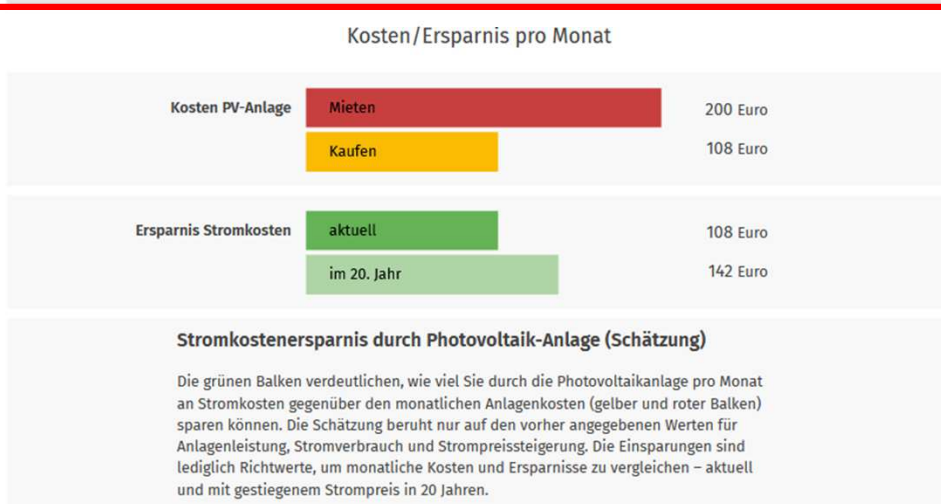 Kosten/Ersparnis pro Monat
Kosten PV-Anlage Mieten 200 Euro
Kaufen 108 Euro
Ersparnis Stromkosten aktuell 108 Euro
im 20. Jahr 142 Euro
Stromkostenersparnis durch Photovoltaik-Anlage (Schätzung)
Die grünen Balken verdeutlichen, wie viel Sie durch die Photovoltaikanlage pro Monat
an Stromkosten gegenüber den monatlichen Anlagenkosten (gelber und roter Balken)
sparen können. Die Schätzung beruht nur auf den vorher angegebenen Werten für
Anlagenleistung, Stromverbrauch und Strompreissteigerung. Die Einsparungen sind
lediglich Richtwerte, um monatliche Kosten und Ersparnisse zu vergleichen – aktuell
und mit gestiegenem Strompreis in 20 Jahren.